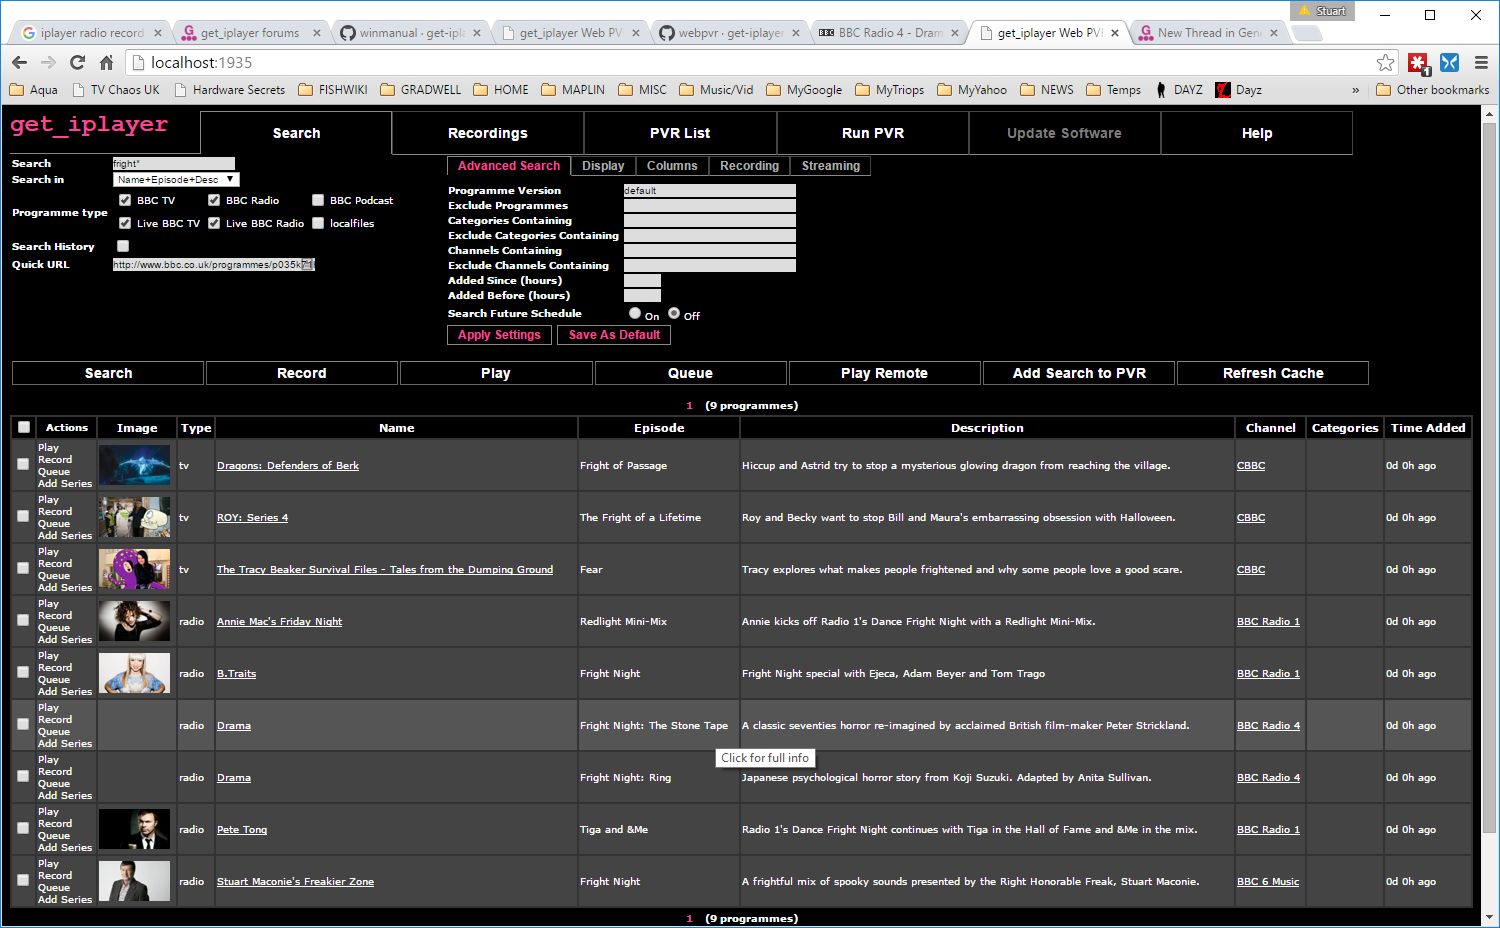 Stuart
iplayer radio record
get_iplayer forums
winmanual · get-ipla
get_iplayer Web PV
webpvr · get-iplayer
BBC BBC Radio 4 - Dram
get_iplayer Web PVR
New Thread in Gene
localhost:1935
1
Aqua
TV Chaos UK
Hardware Secrets
FISHWIKI
GRADWELL
HOME
MAPLIN
MISC
Music/Vid
MyGoogle
MyTriops
MyYahoo
NEWS
Temps
DAYZ
Dayz
»
Other bookmarks
get_iplayer
Search
Recordings
PVR List
Run PVR
Update Software
Help
Search fright*
Search in Name+Episode+Desc
Programme type
BBC TV BBC Radio BBC Podcast
Live BBC TV Live BBC Radio localfiles
Search History
Quick URL http://www.bbc.co.uk/programmes/p035k
Advanced Search Display Columns Recording Streaming
Programme Version default
Exclude Programmes
Categories Containing
Exclude Categories Containing
Channels Containing
Exclude Channels Containing
Added Since (hours)
Added Before (hours)
Search Future Schedule On Off
Apply Settings Save As Default
Search Record Play Queue Play Remote Add Search to PVR Refresh Cache
1 (9 programmes)
Actions Image Type Name Episode Description Channel Categories Time Added
Play
Record
Queue
Add Series
tv Dragons: Defenders of Berk Fright of Passage Hiccup and Astrid try to stop a mysterious glowing dragon from reaching the village. CBBC 0d 0h ago
Play
Record
Queue
Add Series
tv ROY: Series 4 The Fright of a Lifetime Roy and Becky want to stop Bill and Maura's embarrassing obsession with Halloween. CBBC 0d 0h ago
Play
Record
Queue
Add Series
tv The Tracy Beaker Survival Files - Tales from the Dumping Ground Fear Tracy explores what makes people frightened and why some people love a good scare. CBBC 0d 0h ago
Play
Record
Queue
Add Series
radio Annie Mac's Friday Night Redlight Mini-Mix Annie kicks off Radio 1's Dance Fright Night with a Redlight Mini-Mix. BBC Radio 1 0d 0h ago
Play
Record
Queue
Add Series
radio B.Traits Fright Night Fright Night special with Ejeca, Adam Beyer and Tom Trago BBC Radio 1 0d 0h ago
Play
Record
Queue
Add Series
radio Drama Fright Night: The Stone Tape A classic seventies horror re-imagined by acclaimed British film-maker Peter Strickland. BBC Radio 4 0d 0h ago
Click for full info
Play
Record
Queue
Add Series
radio Drama Fright Night: Ring Japanese psychological horror story from Koji Suzuki. Adapted by Anita Sullivan. BBC Radio 4 0d 0h ago
Play
Record
Queue
Add Series
radio Pete Tong Tiga and &Me Radio 1's Dance Fright Night continues with Tiga in the Hall of Fame and &Me in the mix. BBC Radio 1 0d 0h ago
Play
Record
Queue
Add Series
radio Stuart Maconie's Freakier Zone Fright Night A frightful mix of spooky sounds presented by the Right Honorable Freak, Stuart Maconie. BBC 6 Music 0d 0h ago
1 (9 programmes)